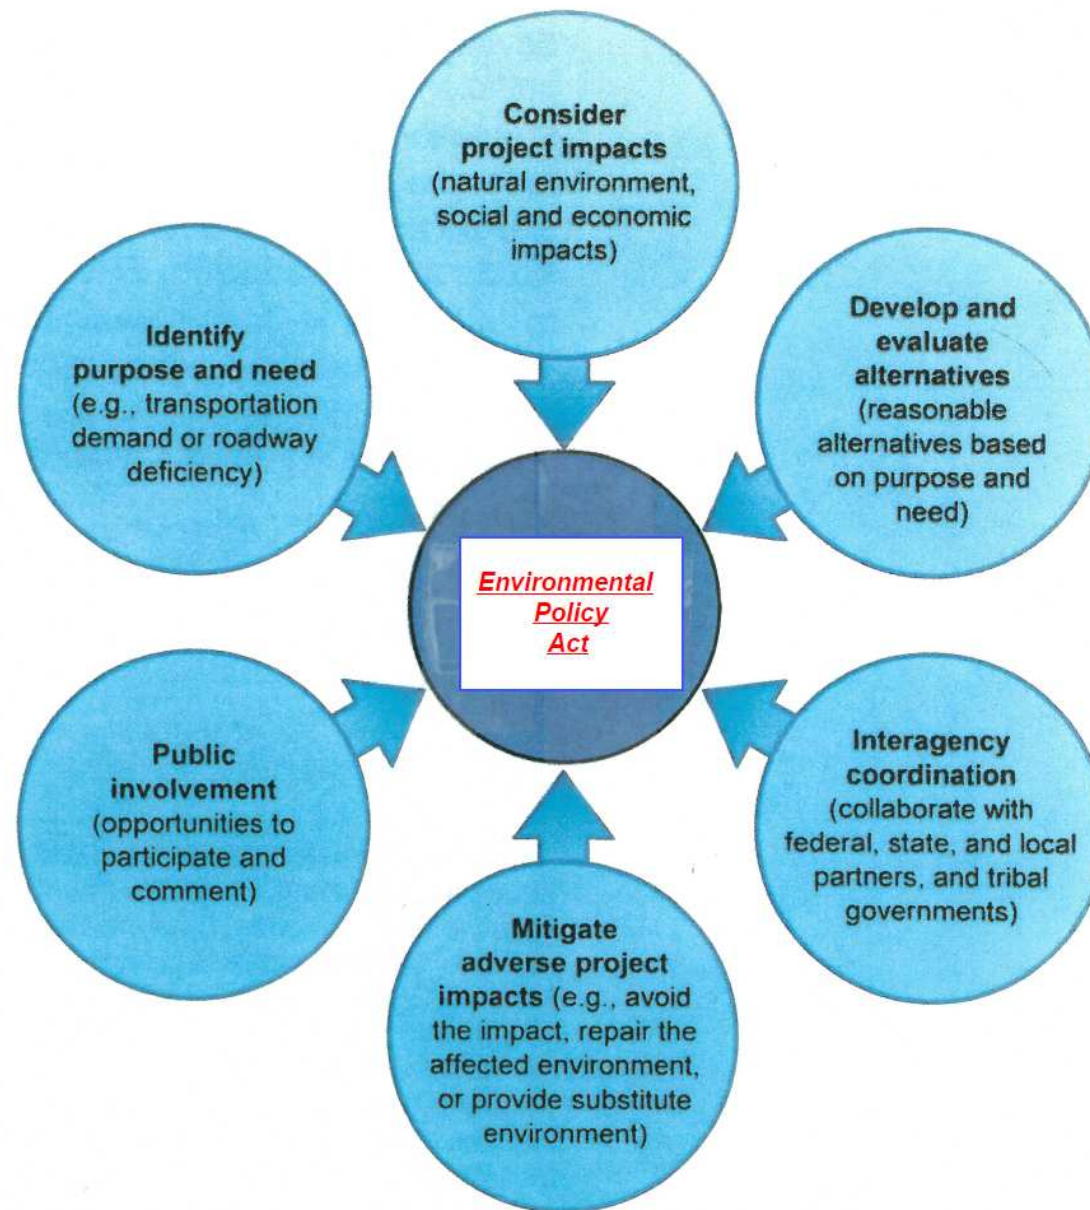 Consider
project impacts
(natural environment,
social and economic
impacts)
Identify
purpose and need
(e.g., transportation
demand or roadway
deficiency)
Develop and
evaluate
alternatives
(reasonable
alternatives based
on purpose and
need)
Environmental
Policy
Act
Public
involvement
(opportunities to
participate and
comment)
Interagency
coordination
(collaborate with
federal, state, and local
partners, and tribal
governments)
Mitigate
adverse project
impacts (e.g., avoid
the impact, repair the
affected environment,
or provide substitute
environment)